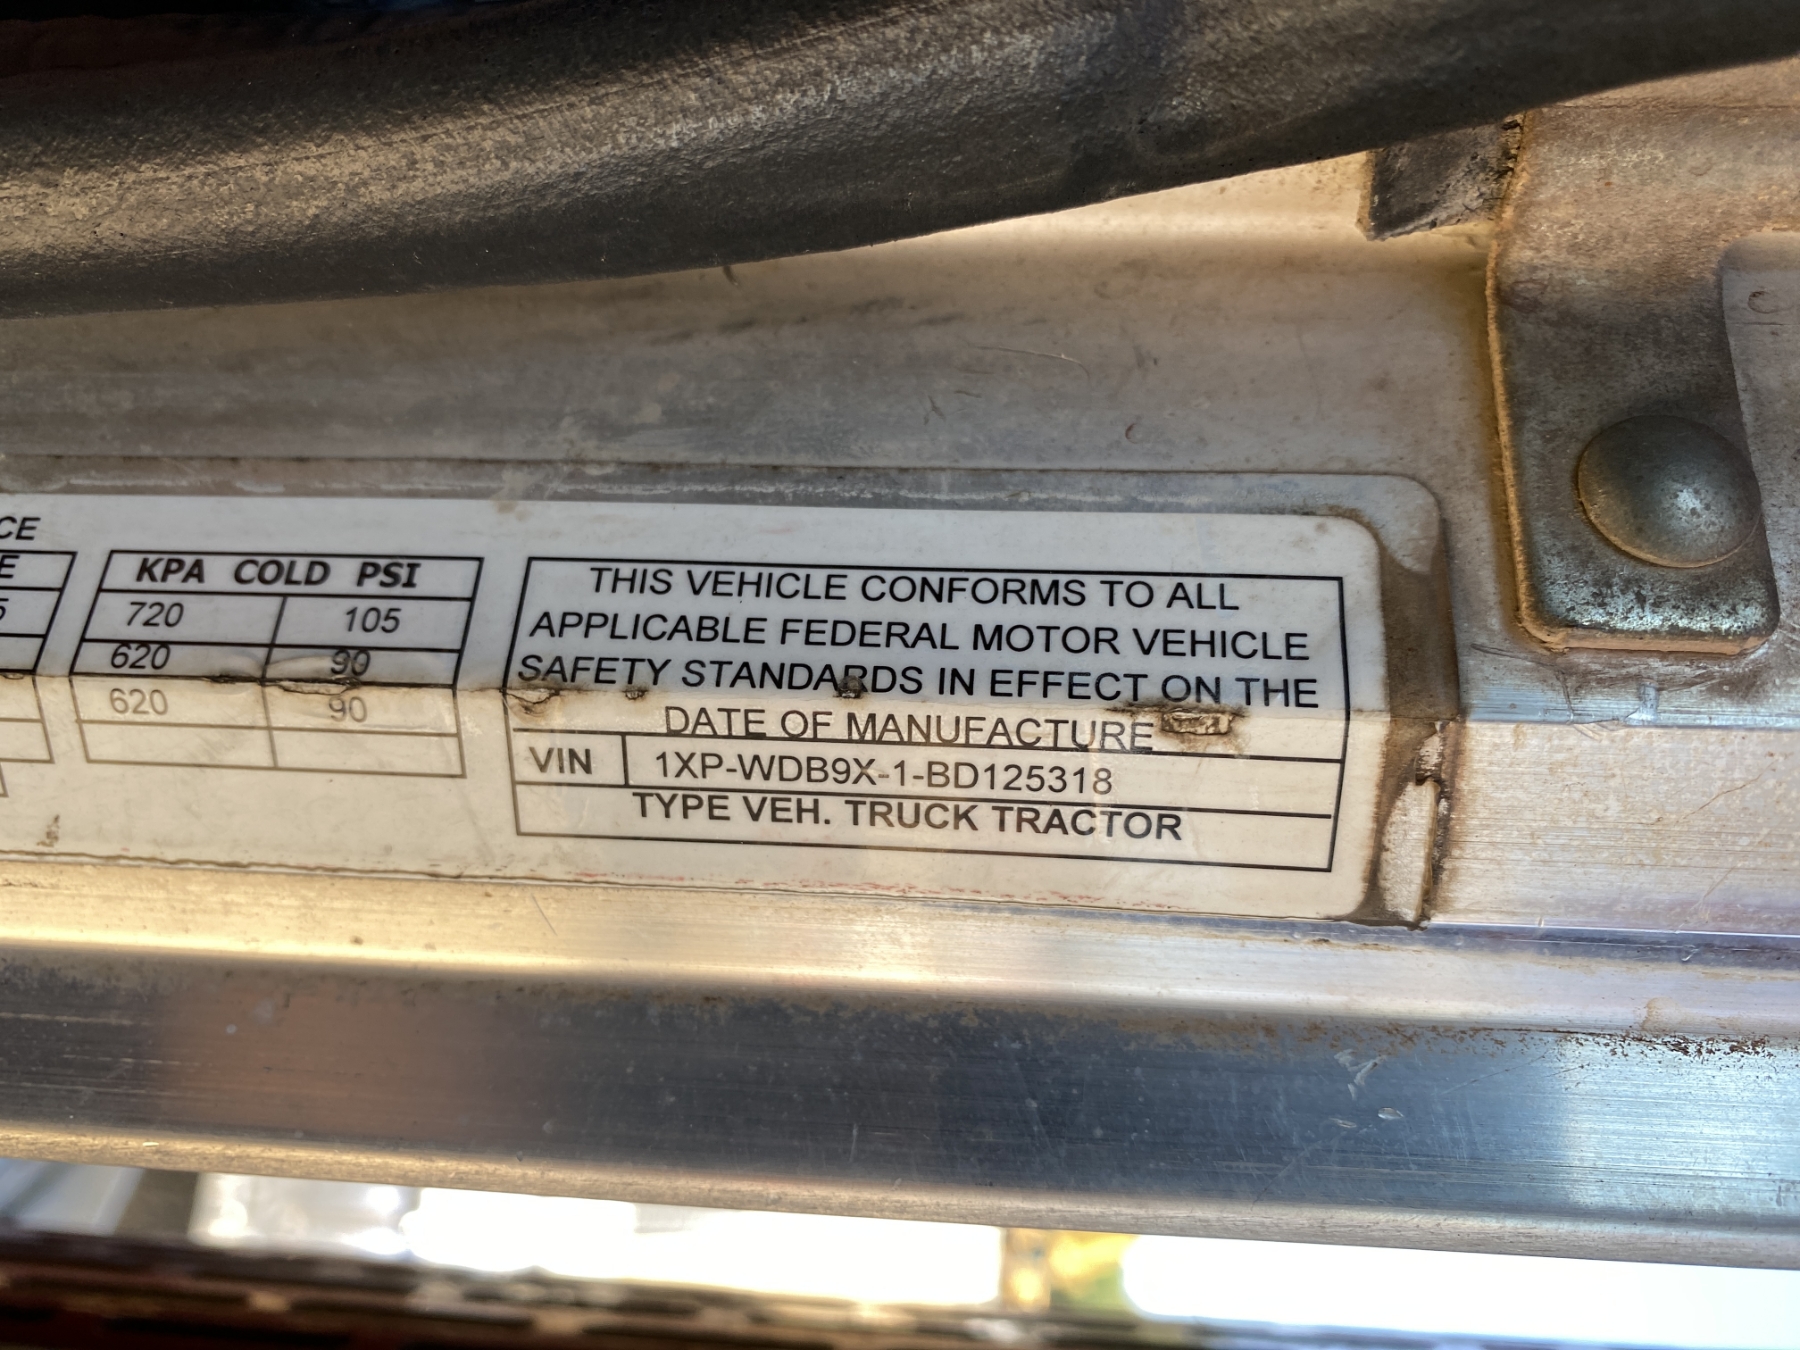 CE
E
KPA COLD PSI
5
720 105
620 90
620 90
THIS VEHICLE CONFORMS TO ALL
APPLICABLE FEDERAL MOTOR VEHICLE
SAFETY STANDARDS IN EFFECT ON THE
DATE OF MANUFACTURE
VIN 1XP-WDB9X-1-BD125318
TYPE VEH. TRUCK TRACTOR